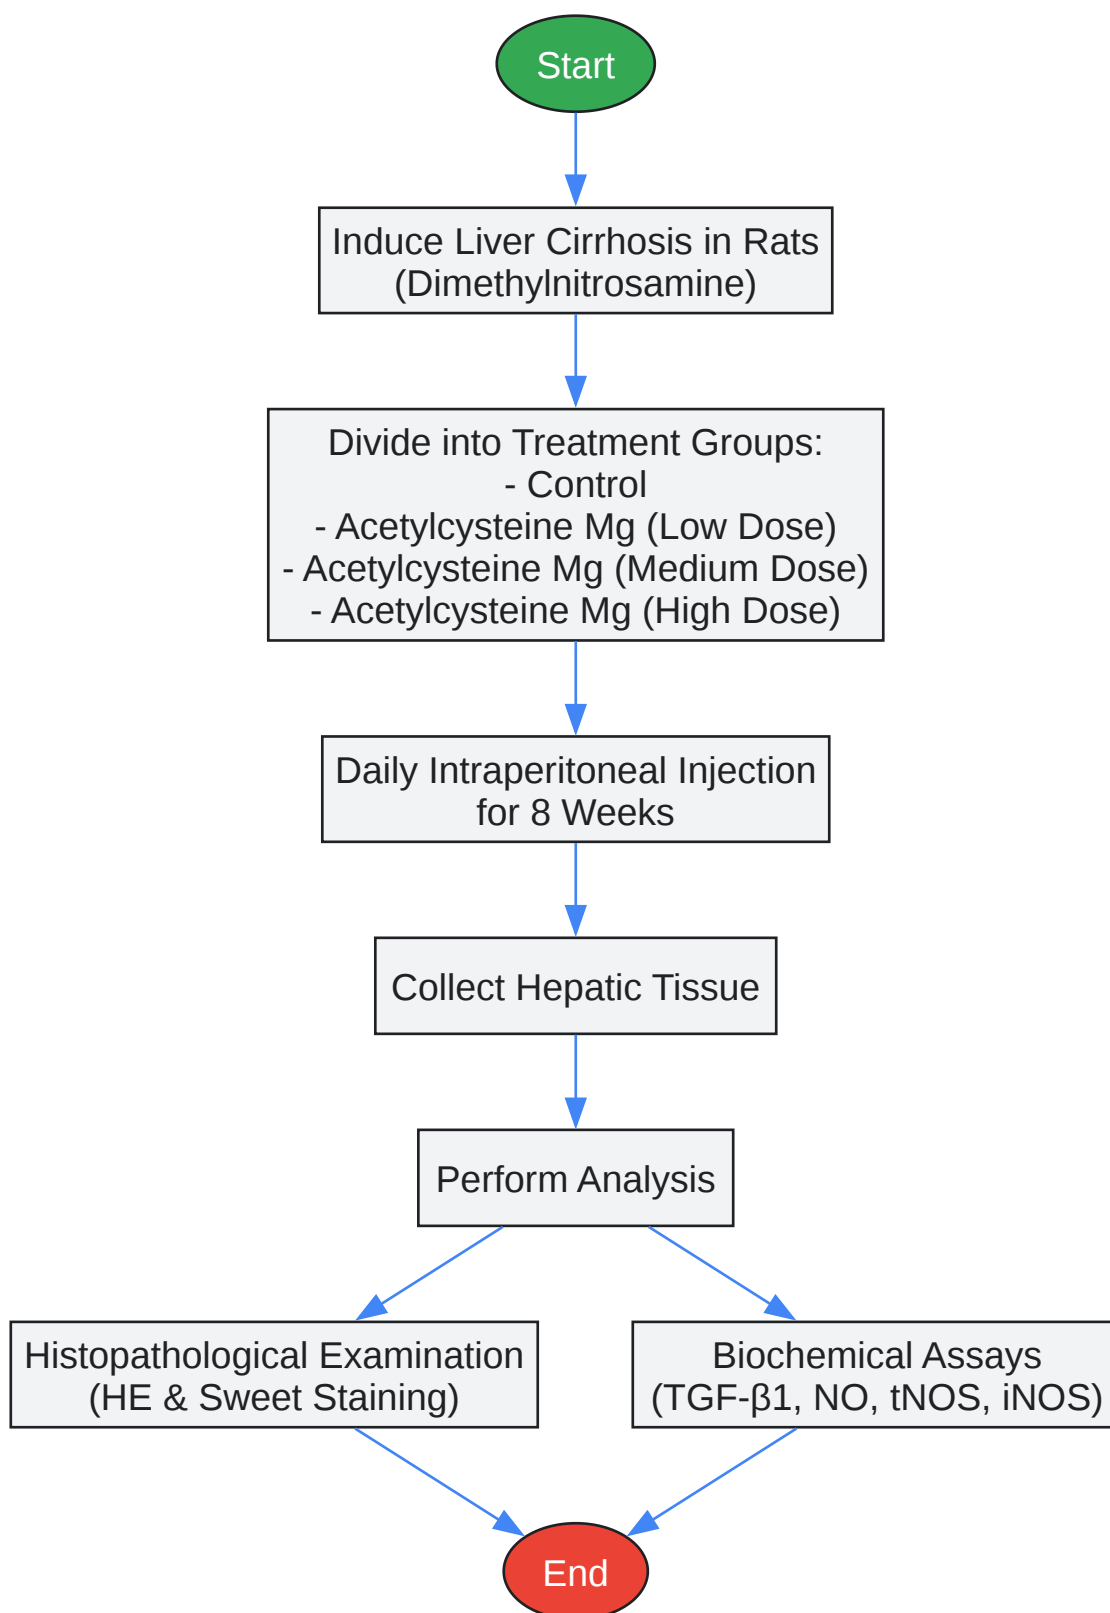 Start
Induce Liver Cirrhosis in Rats
(Dimethylnitrosamine)
Divide into Treatment Groups:
- Control
- Acetylcysteine Mg (Low Dose)
- Acetylcysteine Mg (Medium Dose)
- Acetylcysteine Mg (High Dose)
Daily Intraperitoneal Injection
for 8 Weeks
Collect Hepatic Tissue
Perform Analysis
Histopathological Examination
(HE & Sweet Staining)
Biochemical Assays
(TGF-β1, NO, tNOS, iNOS)
End